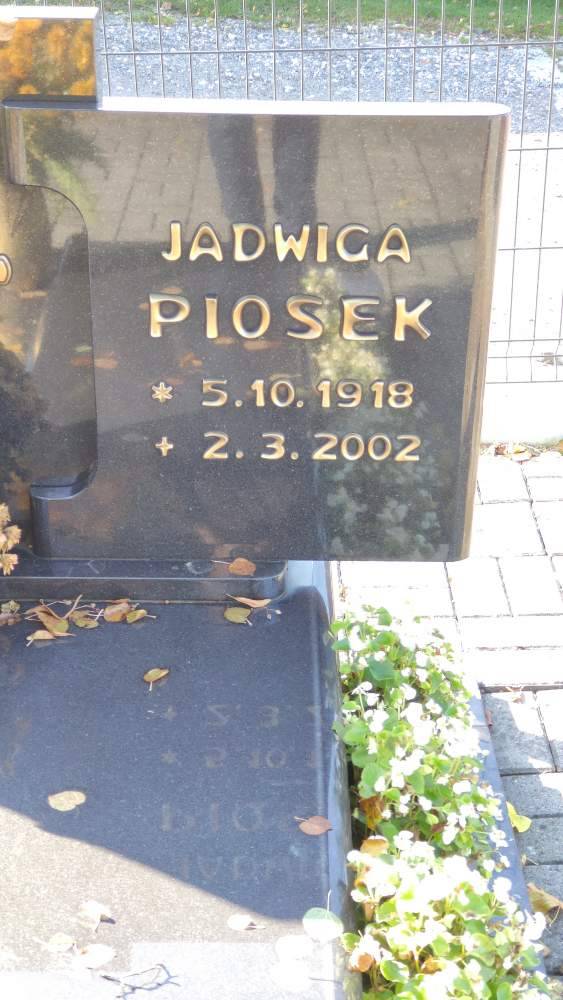 JADWIGA
PIOSEK
* 5.10.1918
+ 2.3.2002